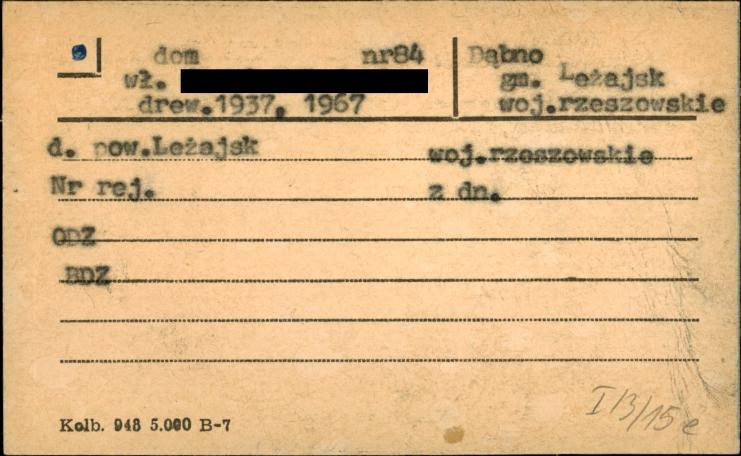 dom nr84
wł.
drew.1937, 1967
Dąbno
gm. Leżajsk
woj.rzeszowskie
d. pow.Leżajsk woj.rzeszowskie
Nr rej. z dn.
ODZ
BDZ
I/3/15 e
Kolb. 948 5.000 B-7